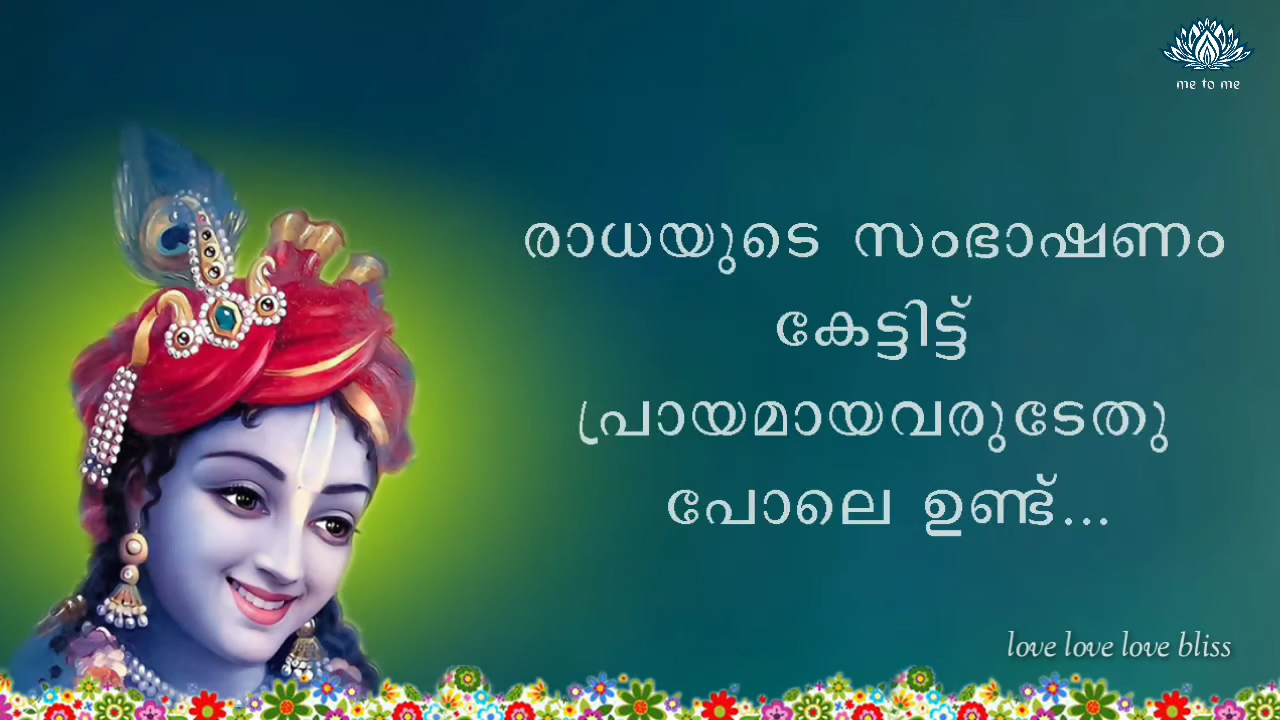 me to me
രാധയുടെ സംഭാഷണം
കേട്ടിട്ട്
പ്രായമായവരുടേതു
പോലെ ഉണ്ട്...
love love love bliss